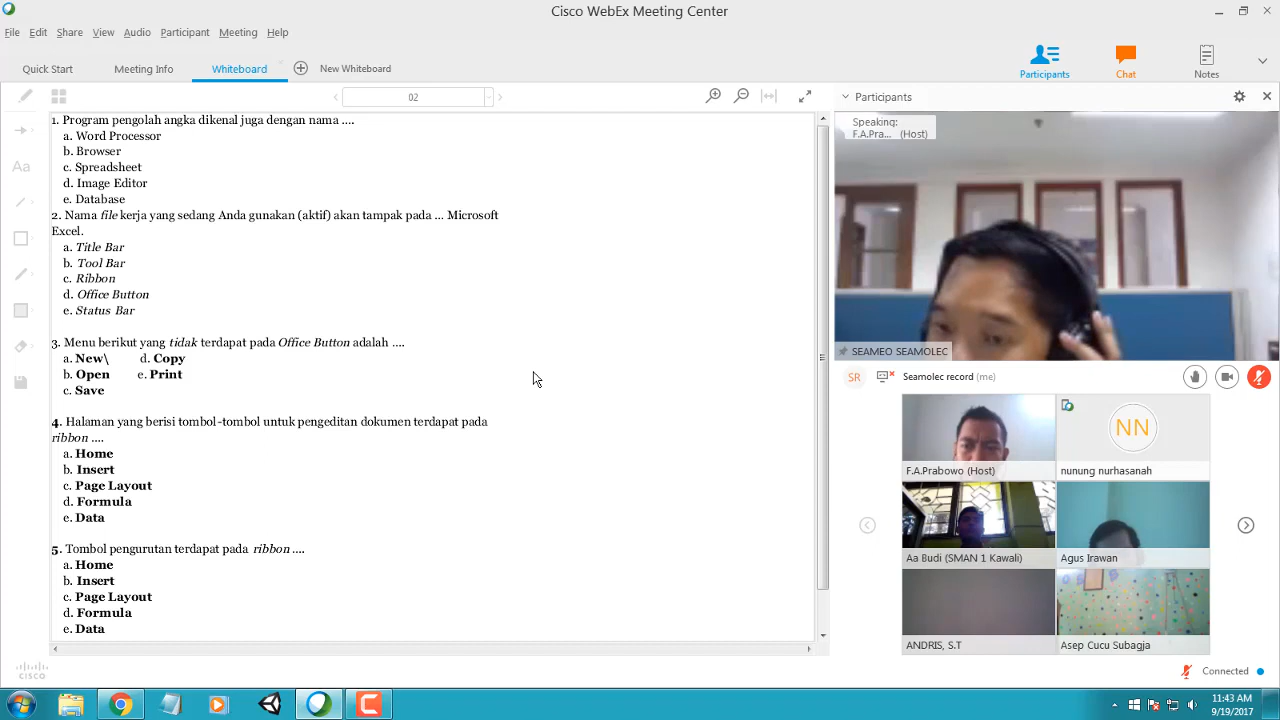 Cisco WebEx Meeting Center
File Edit Share View Audio Participant Meeting Help
Quick Start Meeting Info Whiteboard New Whiteboard
Participants Chat Notes
02
1. Program pengolah angka dikenal juga dengan nama ....
a. Word Processor
b. Browser
c. Spreadsheet
d. Image Editor
e. Database
2. Nama file kerja yang sedang Anda gunakan (aktif) akan tampak pada ... Microsoft
Excel.
a. Title Bar
b. Tool Bar
c. Ribbon
d. Office Button
e. Status Bar
3. Menu berikut yang tidak terdapat pada Office Button adalah ....
a. New\ d. Copy
b. Open e. Print
c. Save
4. Halaman yang berisi tombol-tombol untuk pengeditan dokumen terdapat pada
ribbon ....
a. Home
b. Insert
c. Page Layout
d. Formula
e. Data
5. Tombol pengurutan terdapat pada ribbon ....
a. Home
b. Insert
c. Page Layout
d. Formula
e. Data
Aa
cisco
Participants
Speaking:
F.A.Pra... (Host)
SEAMEO SEAMOLEC
SR Seamolec record (me)
NN
F.A.Prabowo (Host) nunung nurhasanah
Aa Budi (SMAN 1 Kawali) Agus Irawan
ANDRIS, S.T Asep Cucu Subagja
Connected
11:43 AM
9/19/2017